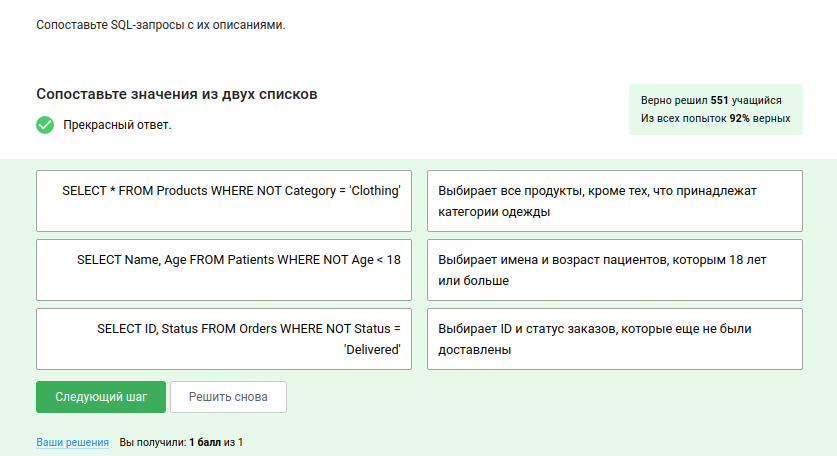 Сопоставьте SQL-запросы с их описаниями.
Сопоставьте значения из двух списков
Прекрасный ответ.
Верно решил 551 учащийся
Из всех попыток 92% верных
SELECT * FROM Products WHERE NOT Category = 'Clothing'
Выбирает все продукты, кроме тех, что принадлежат
категории одежды
SELECT Name, Age FROM Patients WHERE NOT Age < 18
Выбирает имена и возраст пациентов, которым 18 лет
или больше
SELECT ID, Status FROM Orders WHERE NOT Status =
'Delivered'
Выбирает ID и статус заказов, которые еще не были
доставлены
Следующий шаг
Решить снова
Ваши решения Вы получили: 1 балл из 1